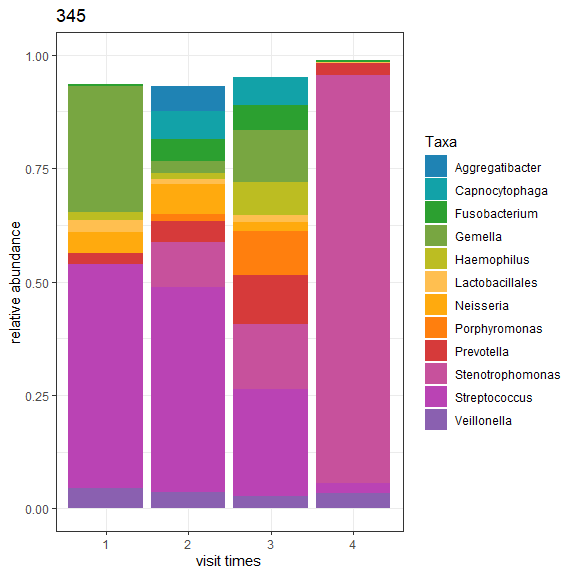 345
relative abundance
1.00
0.75
0.50
0.25
0.00
1 2 3 4
visit times
Taxa
Aggregatibacter
Capnocytophaga
Fusobacterium
Gemella
Haemophilus
Lactobacillales
Neisseria
Porphyromonas
Prevotella
Stenotrophomonas
Streptococcus
Veillonella